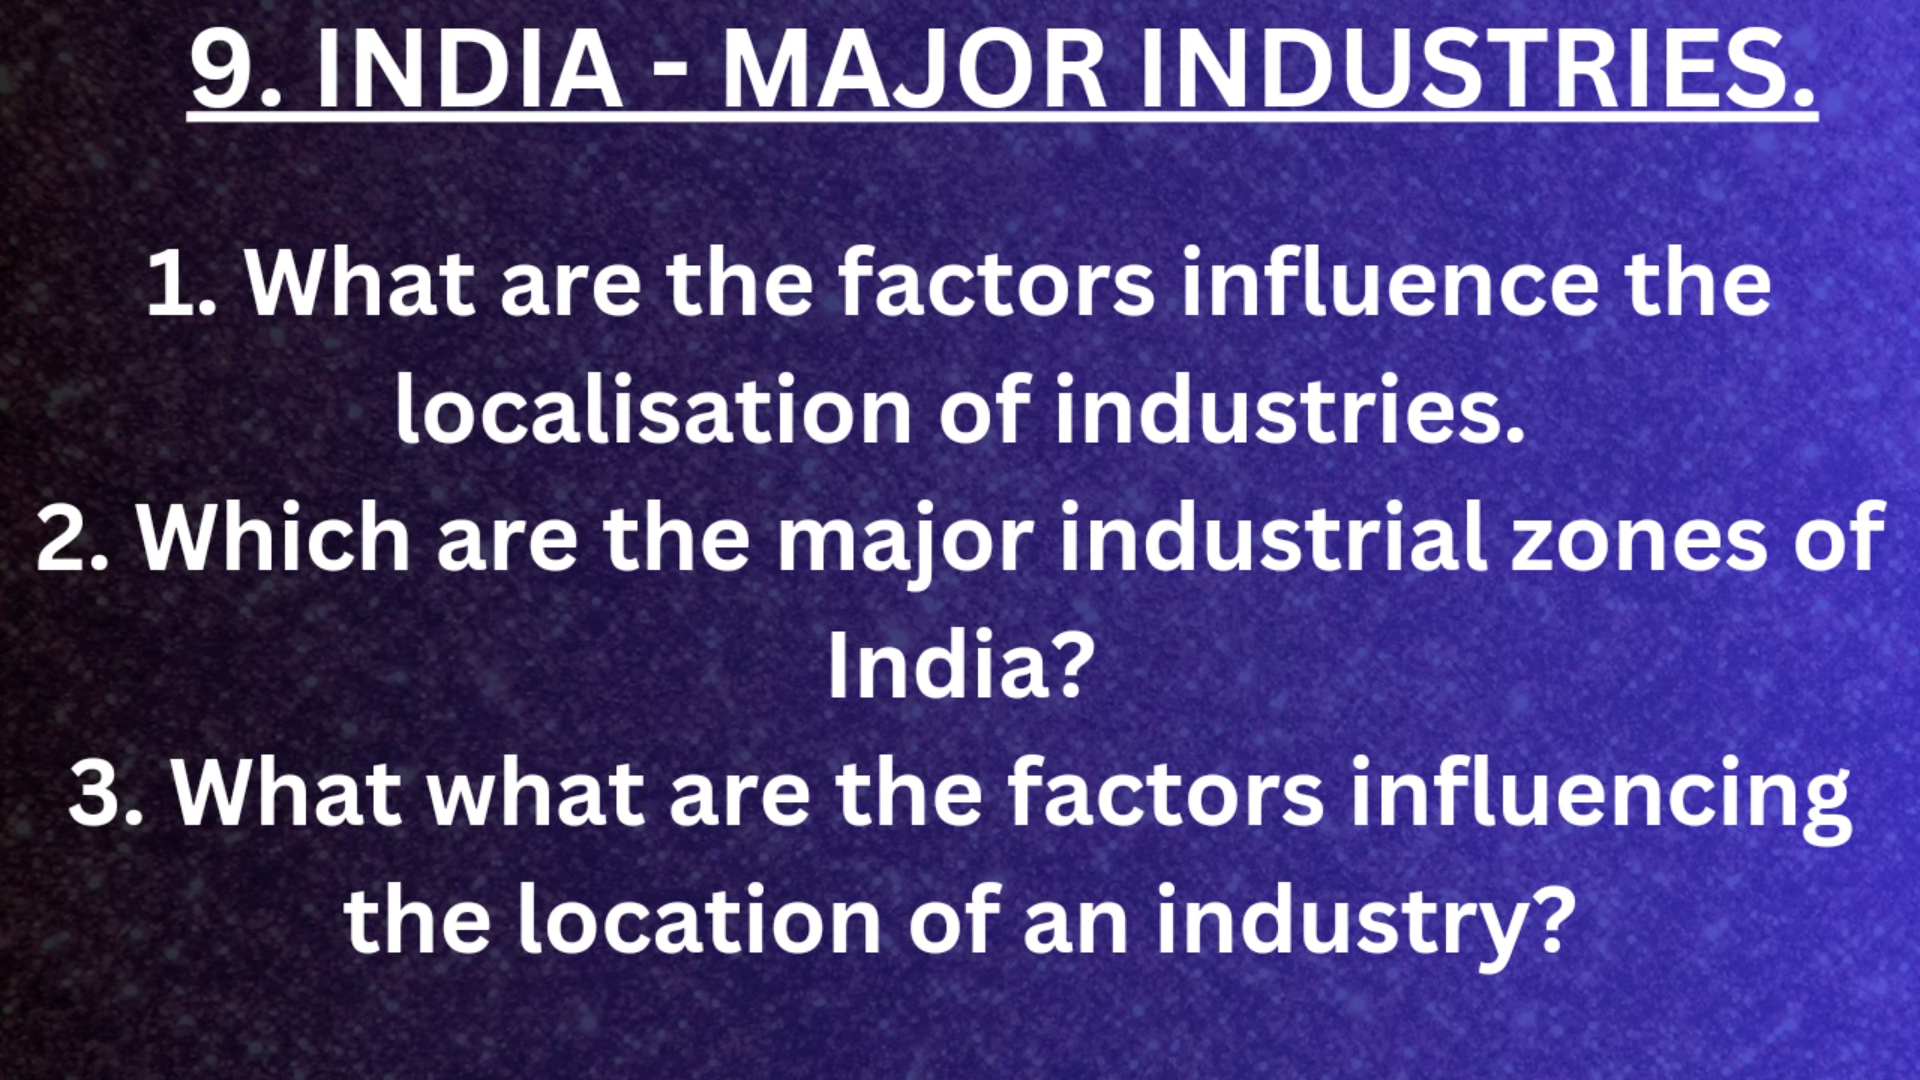 9. INDIA - MAJOR INDUSTRIES.
1. What are the factors influence the
localisation of industries.
2. Which are the major industrial zones of
India?
3. What what are the factors influencing
the location of an industry?